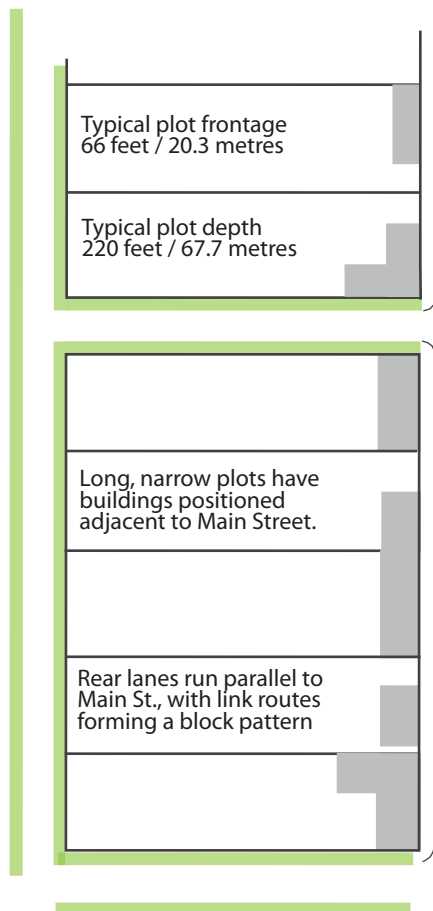 Typical plot frontage
66 feet / 20.3 metres
Typical plot depth
220 feet / 67.7 metres
Long, narrow plots have
buildings positioned
adjacent to Main Street.
Rear lanes run parallel to
Main St., with link routes
forming a block pattern